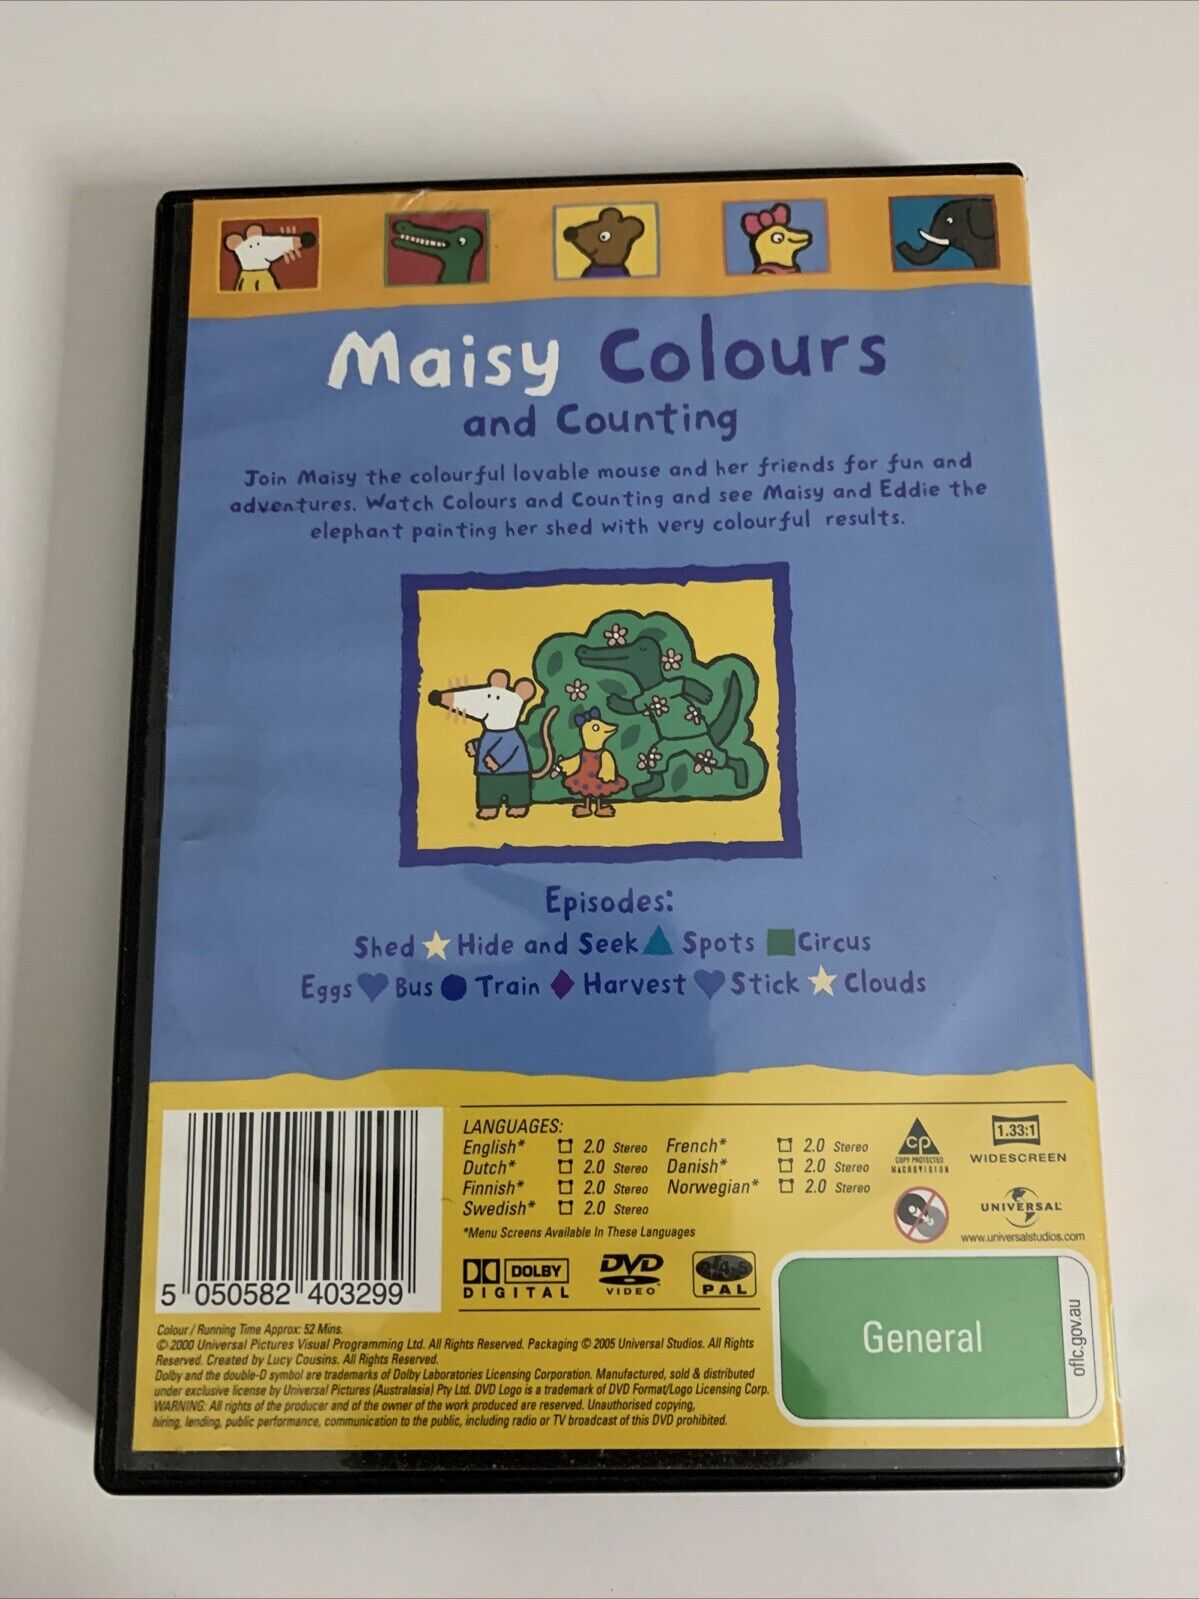 Maisy Colours
and Counting
Join Maisy the colourful lovable mouse and her friends for fun and
adventures. Watch Colours and Counting and see Maisy and Eddie the
elephant painting her shed with very colourful results.
Episodes:
Shed Hide and Seek Spots Circus
Eggs Bus Train Harvest Stick Clouds
LANGUAGES:
English* 2.0 Stereo French* 2.0 Stereo
Dutch* 2.0 Stereo Danish* 2.0 Stereo
Finnish* 2.0 Stereo Norwegian* 2.0 Stereo
Swedish* 2.0 Stereo
*Menu Screens Available In These Languages
DOLBY
DIGITAL
DVD
VIDEO
2·4·5
PAL
cp
COPY PROTECTED
MACROVISION
1.33:1
WIDESCREEN
UNIVERSAL
www.universalstudios.com
General
oflc.gov.au
5 050582 403299
Colour / Running Time Approx: 52 Mins.
© 2000 Universal Pictures Visual Programming Ltd. All Rights Reserved. Packaging © 2005 Universal Studios. All Rights
Reserved. Created by Lucy Cousins. All Rights Reserved.
Dolby and the double-D symbol are trademarks of Dolby Laboratories Licensing Corporation. Manufactured, sold & distributed
under exclusive license by Universal Pictures (Australasia) Pty Ltd. DVD Logo is a trademark of DVD Format/Logo Licensing Corp.
WARNING: All rights of the producer and of the owner of the work produced are reserved. Unauthorised copying,
hiring, lending, public performance, communication to the public, including radio or TV broadcast of this DVD prohibited.